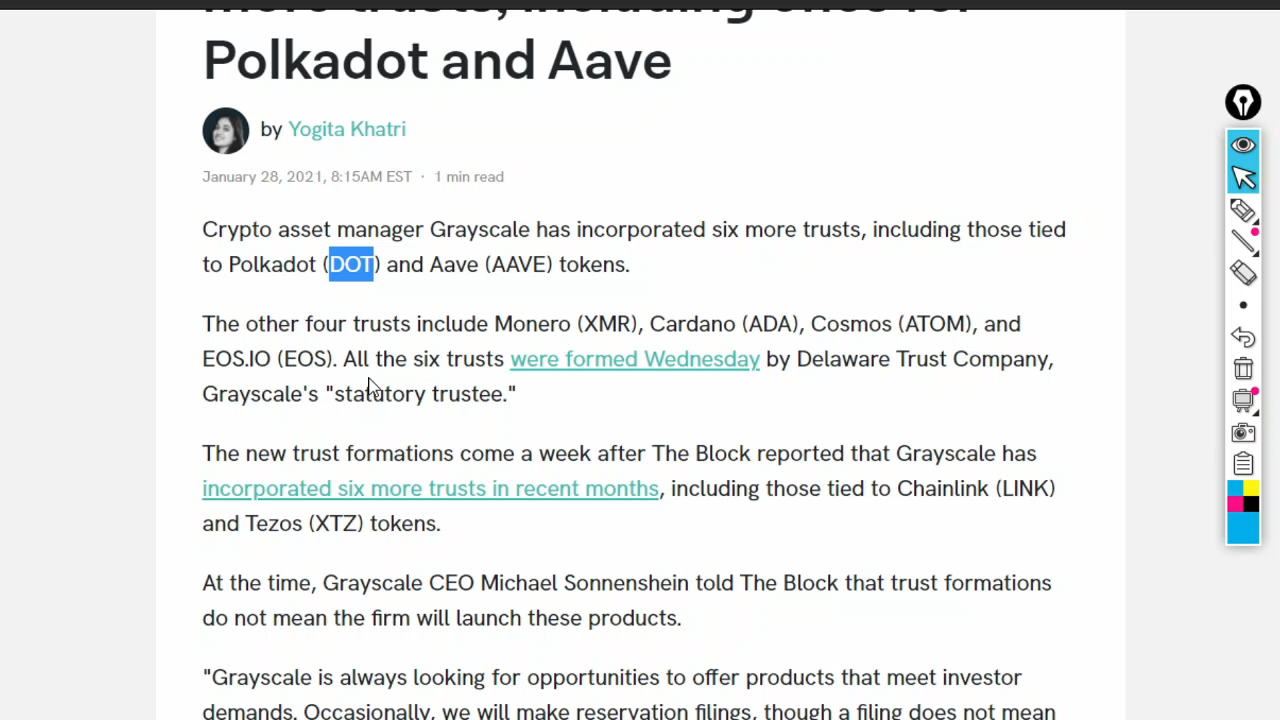 more trusts, including ones for
Polkadot and Aave
by Yogita Khatri
January 28, 2021, 8:15AM EST · 1 min read
Crypto asset manager Grayscale has incorporated six more trusts, including those tied
to Polkadot (DOT) and Aave (AAVE) tokens.
The other four trusts include Monero (XMR), Cardano (ADA), Cosmos (ATOM), and
EOS.IO (EOS). All the six trusts were formed Wednesday by Delaware Trust Company,
Grayscale's "statutory trustee."
The new trust formations come a week after The Block reported that Grayscale has
incorporated six more trusts in recent months, including those tied to Chainlink (LINK)
and Tezos (XTZ) tokens.
At the time, Grayscale CEO Michael Sonnenshein told The Block that trust formations
do not mean the firm will launch these products.
"Grayscale is always looking for opportunities to offer products that meet investor
demands. Occasionally, we will make reservation filings, though a filing does not mean